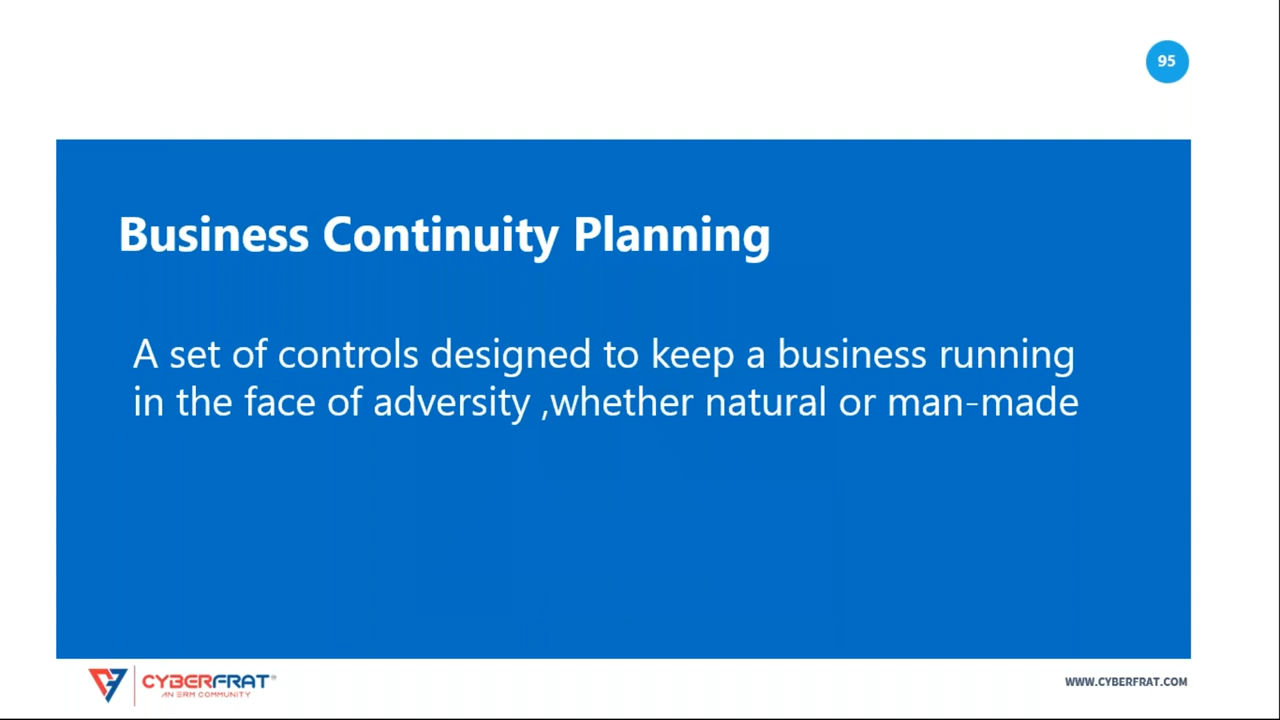 95
Business Continuity Planning
A set of controls designed to keep a business running
in the face of adversity ,whether natural or man-made
CYBERFRAT®
AN ERM COMMUNITY
WWW.CYBERFRAT.COM